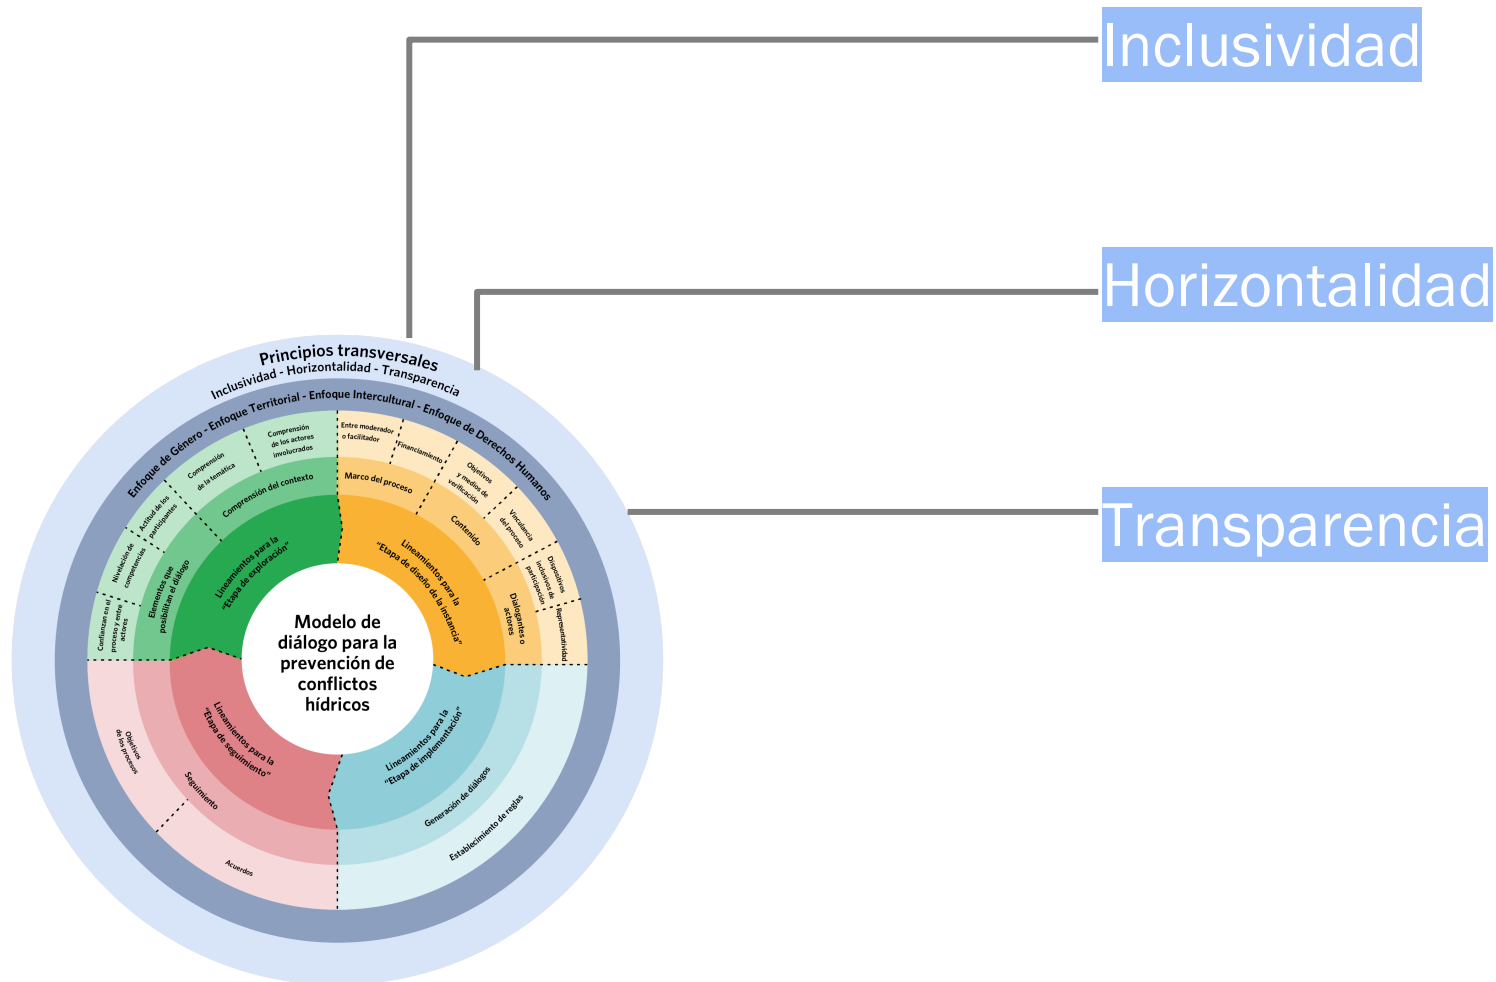 Inclusividad
Horizontalidad
Transparencia
Principios transversales
Inclusividad - Horizontalidad - Transparencia
Enfoque de Género - Enfoque Territorial - Enfoque Intercultural - Enfoque de Derechos Humanos
Comprensión
de los actores
involucrados
Comprensión
de la temática
Actitud de los
participantes
Nivelación de
competencias
Confianzan en el
proceso y entre
actores
Comprensión del contexto
Elementos que
posibilitan el diálogo
Lineamientos para la
"Etapa de exploración"
Entre moderador
o facilitador
Financiamiento
Objetivos
y medios de
verificación
Vinculancia
del proceso
Dispositivos
inclusivos de
participación
Representatividad
Marco del proceso
Contenido
Dialogantes o
actores
Lineamientos para la
"Etapa de diseño de la instancia"
Modelo de
diálogo para la
prevención de
conflictos
hídricos
Lineamientos para la
"Etapa de implementación"
Generación de diálogos
Establecimiento de reglas
Lineamientos para la
"Etapa de seguimiento"
Seguimiento
Objetivos
de los procesos
Acuerdos